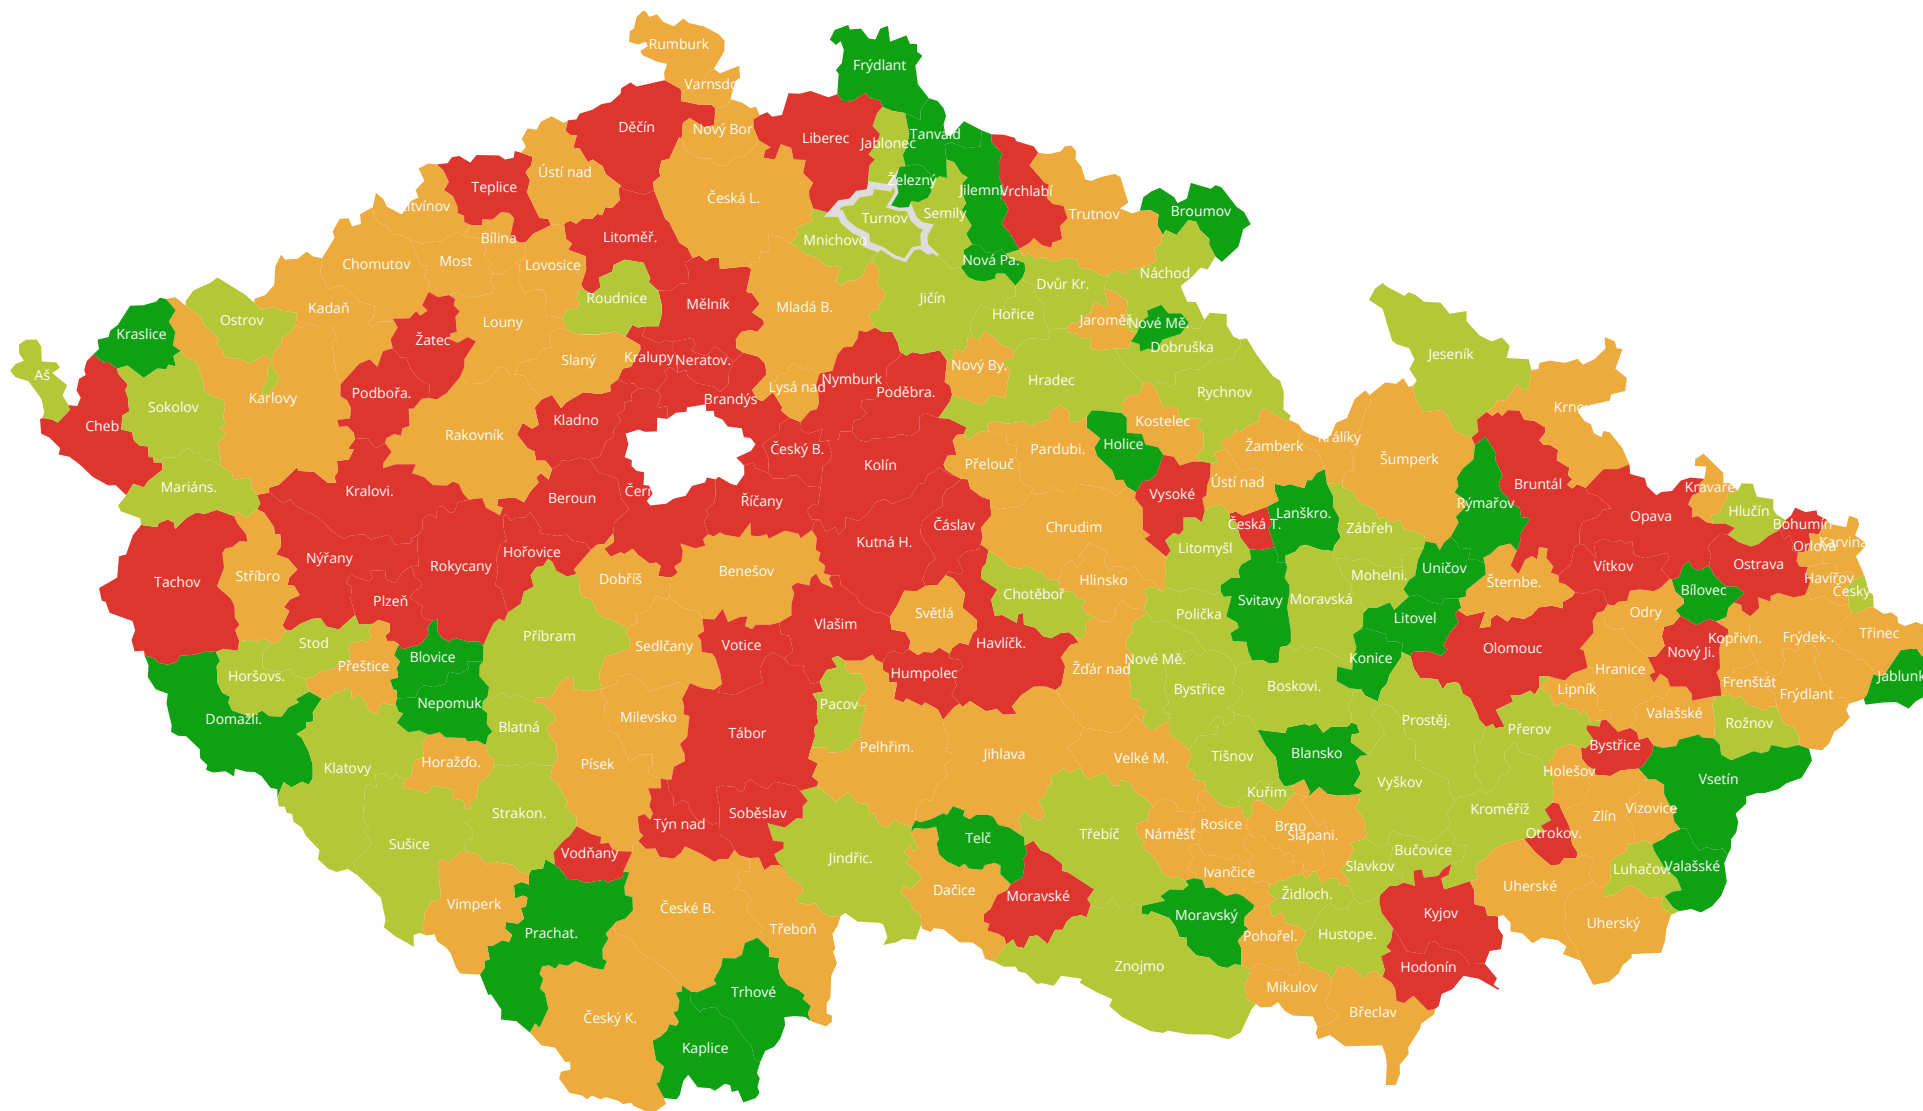 Rumburk
Frýdlant
Varnsdo
Děčín
Nový Bor
Liberec
Tanvald
Jablonec
Ústí nad
Teplice
Železný
Jilemni
Vrchlabí
Česká L.
Litvínov
Semily
Trutnov
Broumov
Turnov
Bílina
Litoměř.
Mnichovo
Chomutov
Most
Lovosice
Nová Pa.
Náchod
Dvůr Kr.
Roudnice
Mělník
Jičín
Kadaň
Mladá B.
Hořice
Ostrov
Louny
Jaroměř
Nové Mě.
Kraslice
Žatec
Dobruška
Jeseník
Slaný
Kralupy
Neratov.
Nový By.
Aš
Nymburk
Hradec
Lysá nad
Poděbra.
Podbořa.
Rychnov
Karlovy
Brandýs
Sokolov
Krnov
Kladno
Kostelec
Cheb
Rakovník
Králíky
Holice
Žamberk
Český B.
Pardubi.
Šumperk
Kolín
Přelouč
Ústí nad
Bruntál
Mariáns.
Kralovi.
Kravaře
Vysoké
Beroun
Říčany
Rýmařov
Hlučín
Lanškro.
Opava
Česká T.
Bohumín
Čáslav
Chrudim
Zábřeh
Kutná H.
Karviná
Orlová
Litomyšl
Hořovice
Nýřany
Rokycany
Ostrava
Vítkov
Uničov
Benešov
Stříbro
Mohelni.
Havířov
Dobříš
Hlinsko
Tachov
Šternbe.
Bílovec
Český
Chotěboř
Plzeň
Svitavy
Moravská
Světlá
Polička
Odry
Litovel
Vlašim
Třinec
Příbram
Frýdek-.
Kopřivn.
Stod
Havlíčk.
Votice
Sedlčany
Olomouc
Nový Ji.
Blovice
Konice
Nové Mě.
Přeštice
Žďár nad
Hranice
Humpolec
Horšovs.
Jablunk
Frenštát
Boskovi.
Bystřice
Lipník
Frýdlant
Nepomuk
Pacov
Valašské
Milevsko
Domažli.
Prostěj.
Rožnov
Blatná
Přerov
Tábor
Bystřice
Pelhřim.
Jihlava
Blansko
Tišnov
Velké M.
Horažďo.
Písek
Klatovy
Holešov
Vsetín
Vyškov
Kuřim
Kroměříž
Vizovice
Strakon.
Soběslav
Zlín
Týn nad
Rosice
Brno
Náměšť
Třebíč
Šlapani.
Otrokov.
Telč
Sušice
Bučovice
Vodňany
Jindřic.
Slavkov
Valašské
Luhačov.
Ivančice
Uherské
Dačice
Židloch.
Moravské
Vimperk
České B.
Kyjov
Moravský
Uherský
Třeboň
Prachat.
Hustope.
Pohořel.
Znojmo
Hodonín
Mikulov
Trhové
Břeclav
Český K.
Kaplice